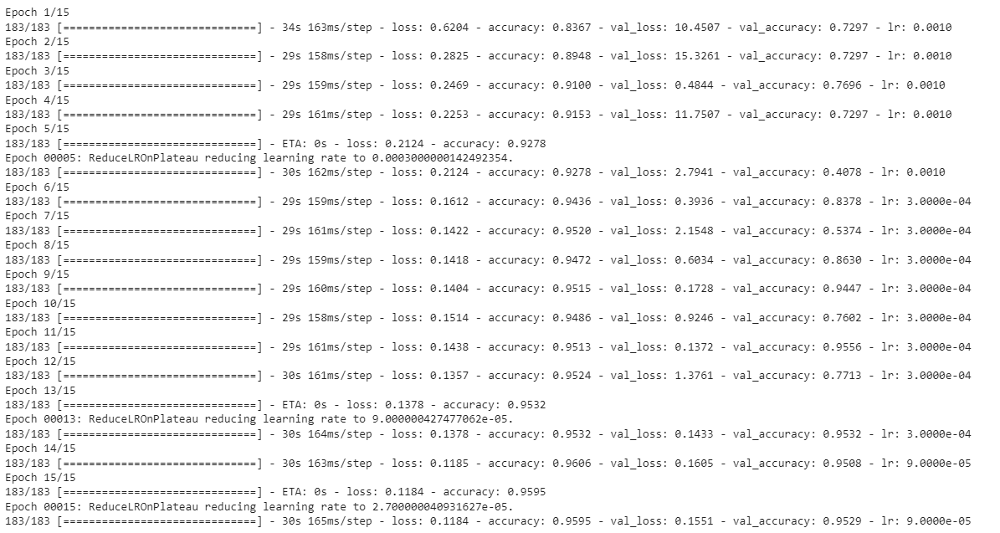 Epoch 1/15
183/183 [==============================] - 34s 163ms/step - loss: 0.6204 - accuracy: 0.8367 - val_loss: 10.4507 - val_accuracy: 0.7297 - lr: 0.0010
Epoch 2/15
183/183 [==============================] - 29s 158ms/step - loss: 0.2825 - accuracy: 0.8948 - val_loss: 15.3261 - val_accuracy: 0.7297 - lr: 0.0010
Epoch 3/15
183/183 [==============================] - 29s 159ms/step - loss: 0.2469 - accuracy: 0.9100 - val_loss: 0.4844 - val_accuracy: 0.7696 - lr: 0.0010
Epoch 4/15
183/183 [==============================] - 29s 161ms/step - loss: 0.2253 - accuracy: 0.9153 - val_loss: 11.7507 - val_accuracy: 0.7297 - lr: 0.0010
Epoch 5/15
183/183 [==============================] - ETA: 0s - loss: 0.2124 - accuracy: 0.9278
Epoch 00005: ReduceLROnPlateau reducing learning rate to 0.0003000000142492354.
183/183 [==============================] - 30s 162ms/step - loss: 0.2124 - accuracy: 0.9278 - val_loss: 2.7941 - val_accuracy: 0.4078 - lr: 0.0010
Epoch 6/15
183/183 [==============================] - 29s 159ms/step - loss: 0.1612 - accuracy: 0.9436 - val_loss: 0.3936 - val_accuracy: 0.8378 - lr: 3.0000e-04
Epoch 7/15
183/183 [==============================] - 29s 161ms/step - loss: 0.1422 - accuracy: 0.9520 - val_loss: 2.1548 - val_accuracy: 0.5374 - lr: 3.0000e-04
Epoch 8/15
183/183 [==============================] - 29s 159ms/step - loss: 0.1418 - accuracy: 0.9472 - val_loss: 0.6034 - val_accuracy: 0.8630 - lr: 3.0000e-04
Epoch 9/15
183/183 [==============================] - 29s 160ms/step - loss: 0.1404 - accuracy: 0.9515 - val_loss: 0.1728 - val_accuracy: 0.9447 - lr: 3.0000e-04
Epoch 10/15
183/183 [==============================] - 29s 158ms/step - loss: 0.1514 - accuracy: 0.9486 - val_loss: 0.9246 - val_accuracy: 0.7602 - lr: 3.0000e-04
Epoch 11/15
183/183 [==============================] - 29s 161ms/step - loss: 0.1438 - accuracy: 0.9513 - val_loss: 0.1372 - val_accuracy: 0.9556 - lr: 3.0000e-04
Epoch 12/15
183/183 [==============================] - 30s 161ms/step - loss: 0.1357 - accuracy: 0.9524 - val_loss: 1.3761 - val_accuracy: 0.7713 - lr: 3.0000e-04
Epoch 13/15
183/183 [==============================] - ETA: 0s - loss: 0.1378 - accuracy: 0.9532
Epoch 00013: ReduceLROnPlateau reducing learning rate to 9.000000427477062e-05.
183/183 [==============================] - 30s 164ms/step - loss: 0.1378 - accuracy: 0.9532 - val_loss: 0.1433 - val_accuracy: 0.9532 - lr: 3.0000e-04
Epoch 14/15
183/183 [==============================] - 30s 163ms/step - loss: 0.1185 - accuracy: 0.9606 - val_loss: 0.1605 - val_accuracy: 0.9508 - lr: 9.0000e-05
Epoch 15/15
183/183 [==============================] - ETA: 0s - loss: 0.1184 - accuracy: 0.9595
Epoch 00015: ReduceLROnPlateau reducing learning rate to 2.700000040931627e-05.
183/183 [==============================] - 30s 165ms/step - loss: 0.1184 - accuracy: 0.9595 - val_loss: 0.1551 - val_accuracy: 0.9529 - lr: 9.0000e-05